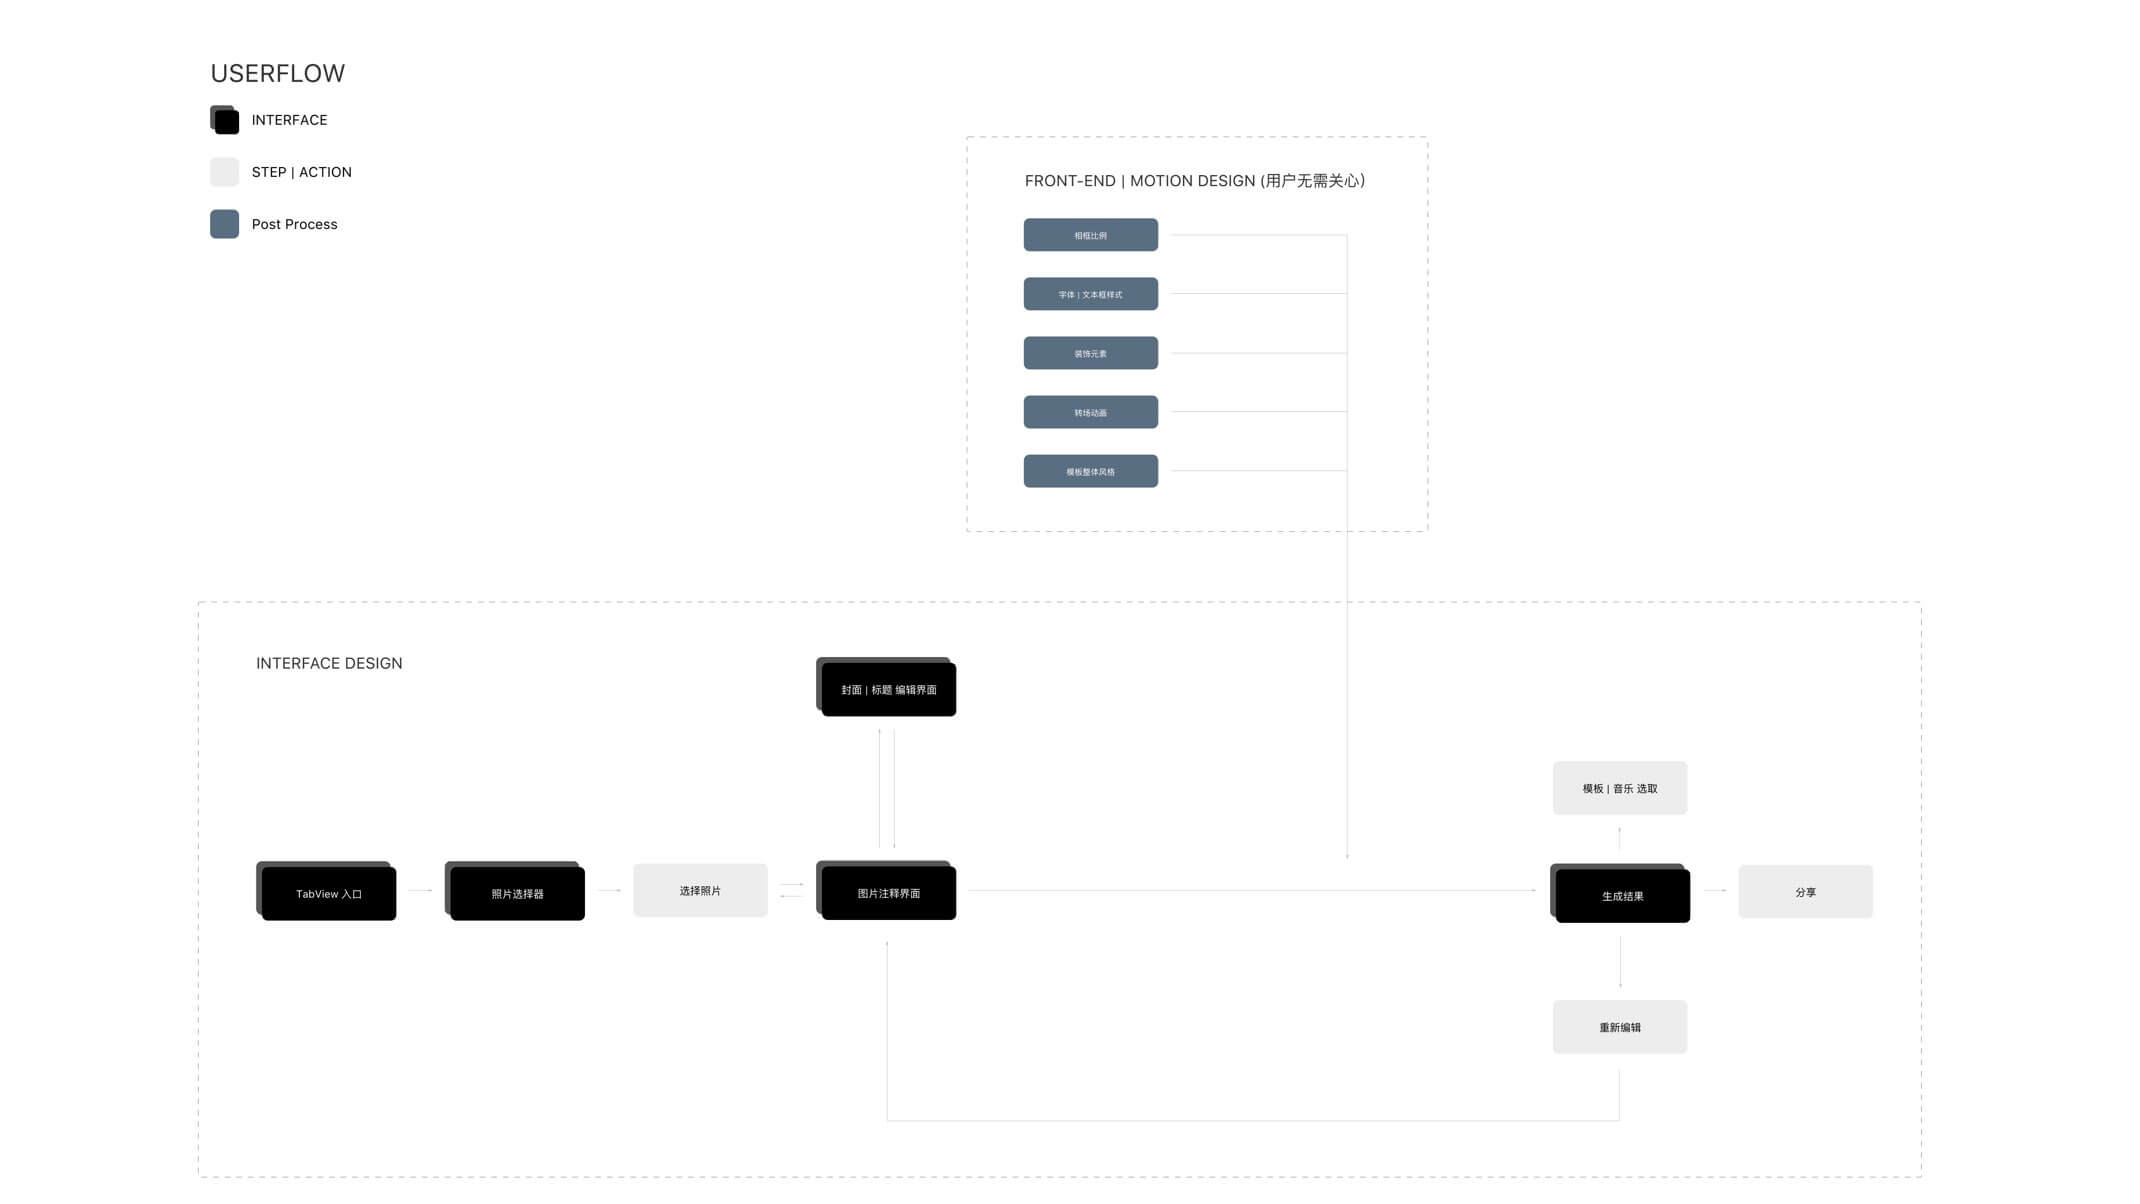 USERFLOW
INTERFACE
STEP | ACTION
Post Process
FRONT-END | MOTION DESIGN (用户无需关心)
相框比例
字体 | 文本框样式
装饰元素
转场动画
模板整体风格
INTERFACE DESIGN
封面 | 标题 编辑界面
模板 | 音乐 选取
TabView 入口
照片选择器
选择照片
图片注释界面
生成结果
分享
重新编辑